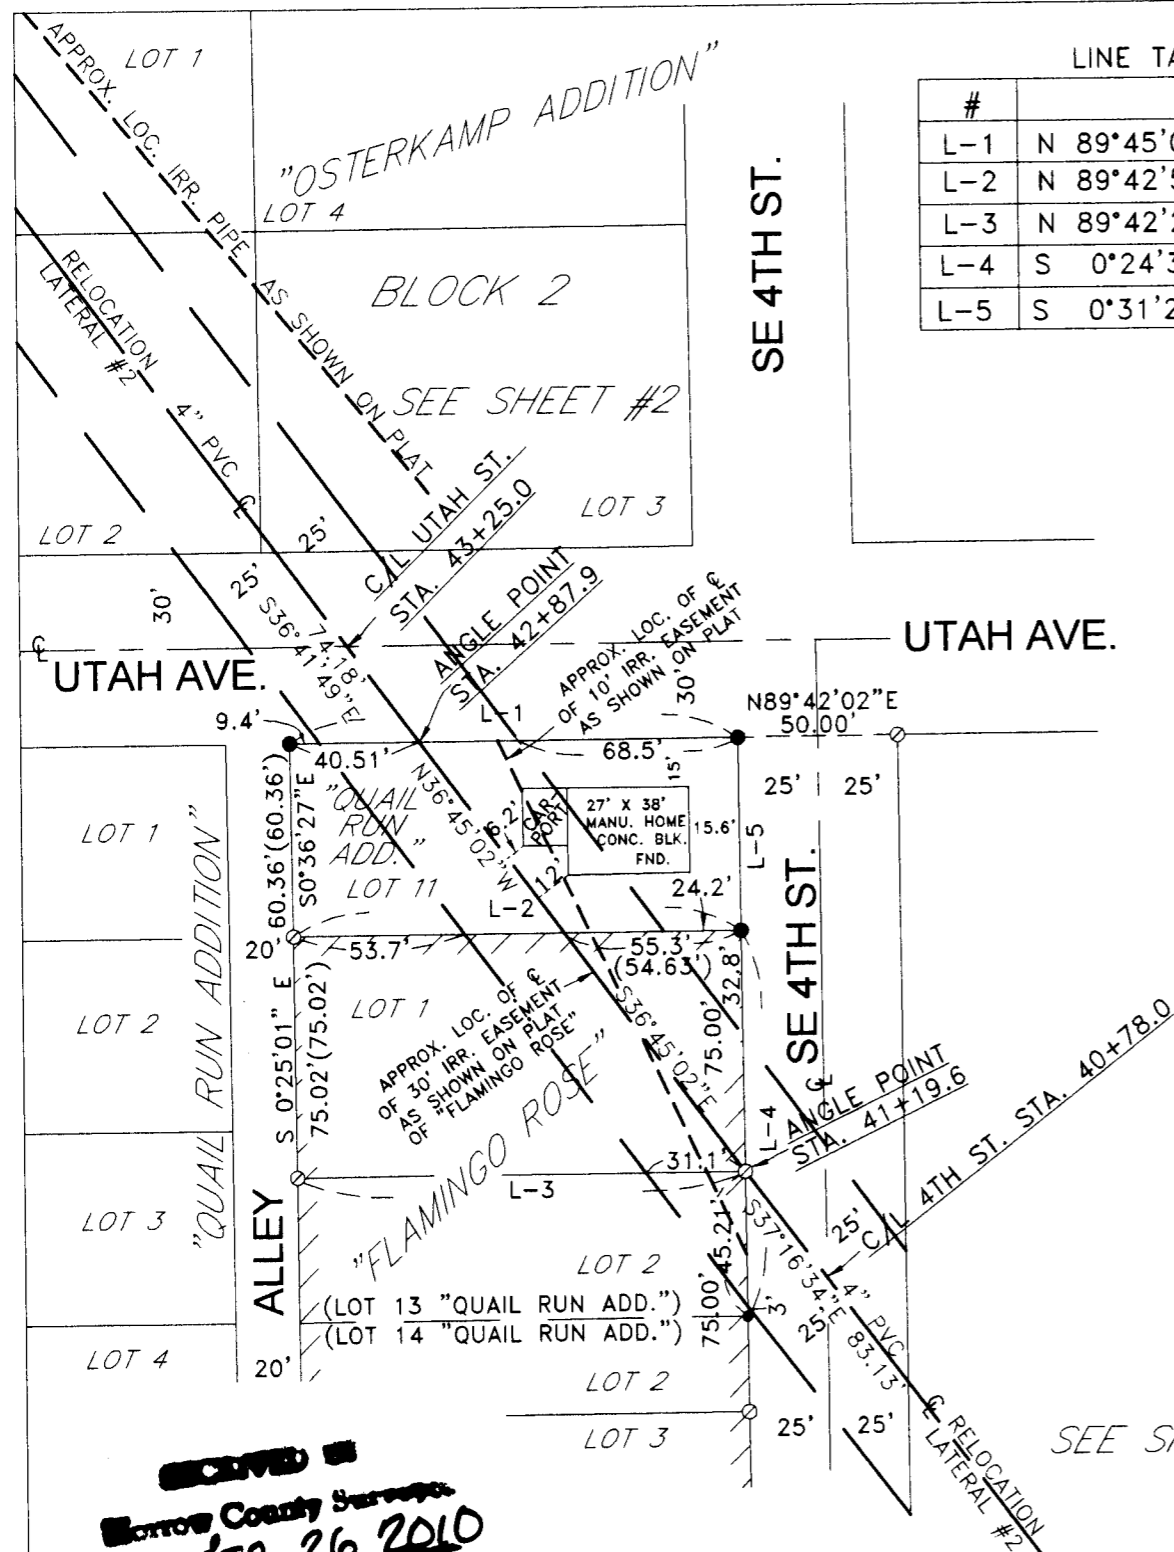 LINE TA
#
L-1 N 89°45'0
L-2 N 89°42'5
L-3 N 89°42'2
L-4 S 0°24'3
L-5 S 0°31'2
LOT 1
APPROX. LOC. IRR. PIPE AS SHOWN ON PLAT
"OSTERKAMP ADDITION"
LOT 4
SE 4TH ST.
RELOCATION
LATERAL #2
BLOCK 2
SEE SHEET #2
4" PVC ℄
LOT 2
LOT 3
25'
C/L UTAH ST.
STA. 43+25.0
30'
25'
S36°41'49"E
74.18'
ANGLE POINT
STA. 42+87.9
APPROX. LOC. OF ℄
OF 10' IRR. EASEMENT
AS SHOWN ON PLAT
30'
℄
UTAH AVE.
UTAH AVE.
9.4'
L-1
N89°42'02"E
50.00'
40.51'
68.5'
LOT 1
"QUAIL RUN ADDITION"
60.36'(60.36')
S0°36'27"E
"QUAIL
RUN
ADD."
LOT 11
N36°45'02"W
6.2'
CAR-
PORT
15'
27' X 38'
MANU. HOME
CONC. BLK.
FND.
15.6'
L-5
25'
25'
12'
L-2
24.2'
20'
53.7'
55.3'
(54.63')
32.8'
SE 4TH ST.
℄
LOT 2
S 0°25'01" E
75.02'(75.02')
LOT 1
APPROX. LOC. OF ℄
OF 30' IRR. EASEMENT
AS SHOWN ON PLAT
OF "FLAMINGO ROSE"
S36°45'02"E
75.00'
L-4
ANGLE POINT
STA. 41+19.6
C/L 4TH ST. STA. 40+78.0
31.1'
L-3
"FLAMINGO ROSE"
LOT 3
ALLEY
LOT 2
45.21'
S37°16'34"E 83.13'
25'
4" PVC
25'
(LOT 13 "QUAIL RUN ADD.")
(LOT 14 "QUAIL RUN ADD.")
75.00'
3'
LOT 4
20'
LOT 2
LOT 3
25'
25'
℄ RELOCATION
LATERAL #2
SEE S
RECEIVED
Morrow County Surveyor
26 2010